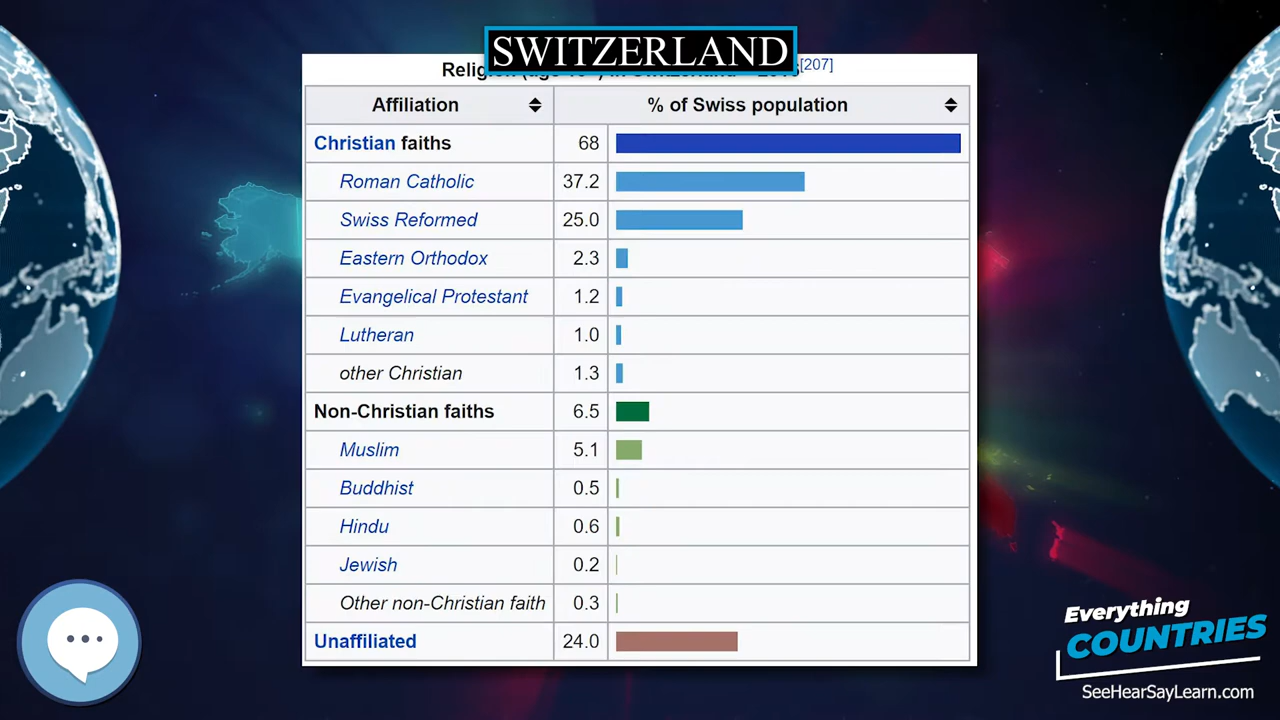 SWITZERLAND
[207]
Affiliation % of Swiss population
Christian faiths 68
Roman Catholic 37.2
Swiss Reformed 25.0
Eastern Orthodox 2.3
Evangelical Protestant 1.2
Lutheran 1.0
other Christian 1.3
Non-Christian faiths 6.5
Muslim 5.1
Buddhist 0.5
Hindu 0.6
Jewish 0.2
Other non-Christian faith 0.3
Unaffiliated 24.0
Everything
COUNTRIES
SeeHearSayLearn.com